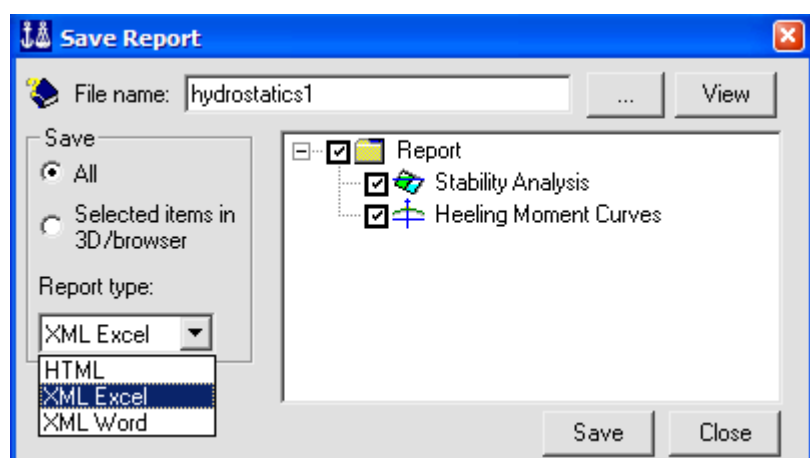 Save Report
File name: hydrostatics1 ... View
Save
All
Selected items in
3D/browser
Report type:
XML Excel
HTML
XML Excel
XML Word
Report
Stability Analysis
Heeling Moment Curves
Save Close